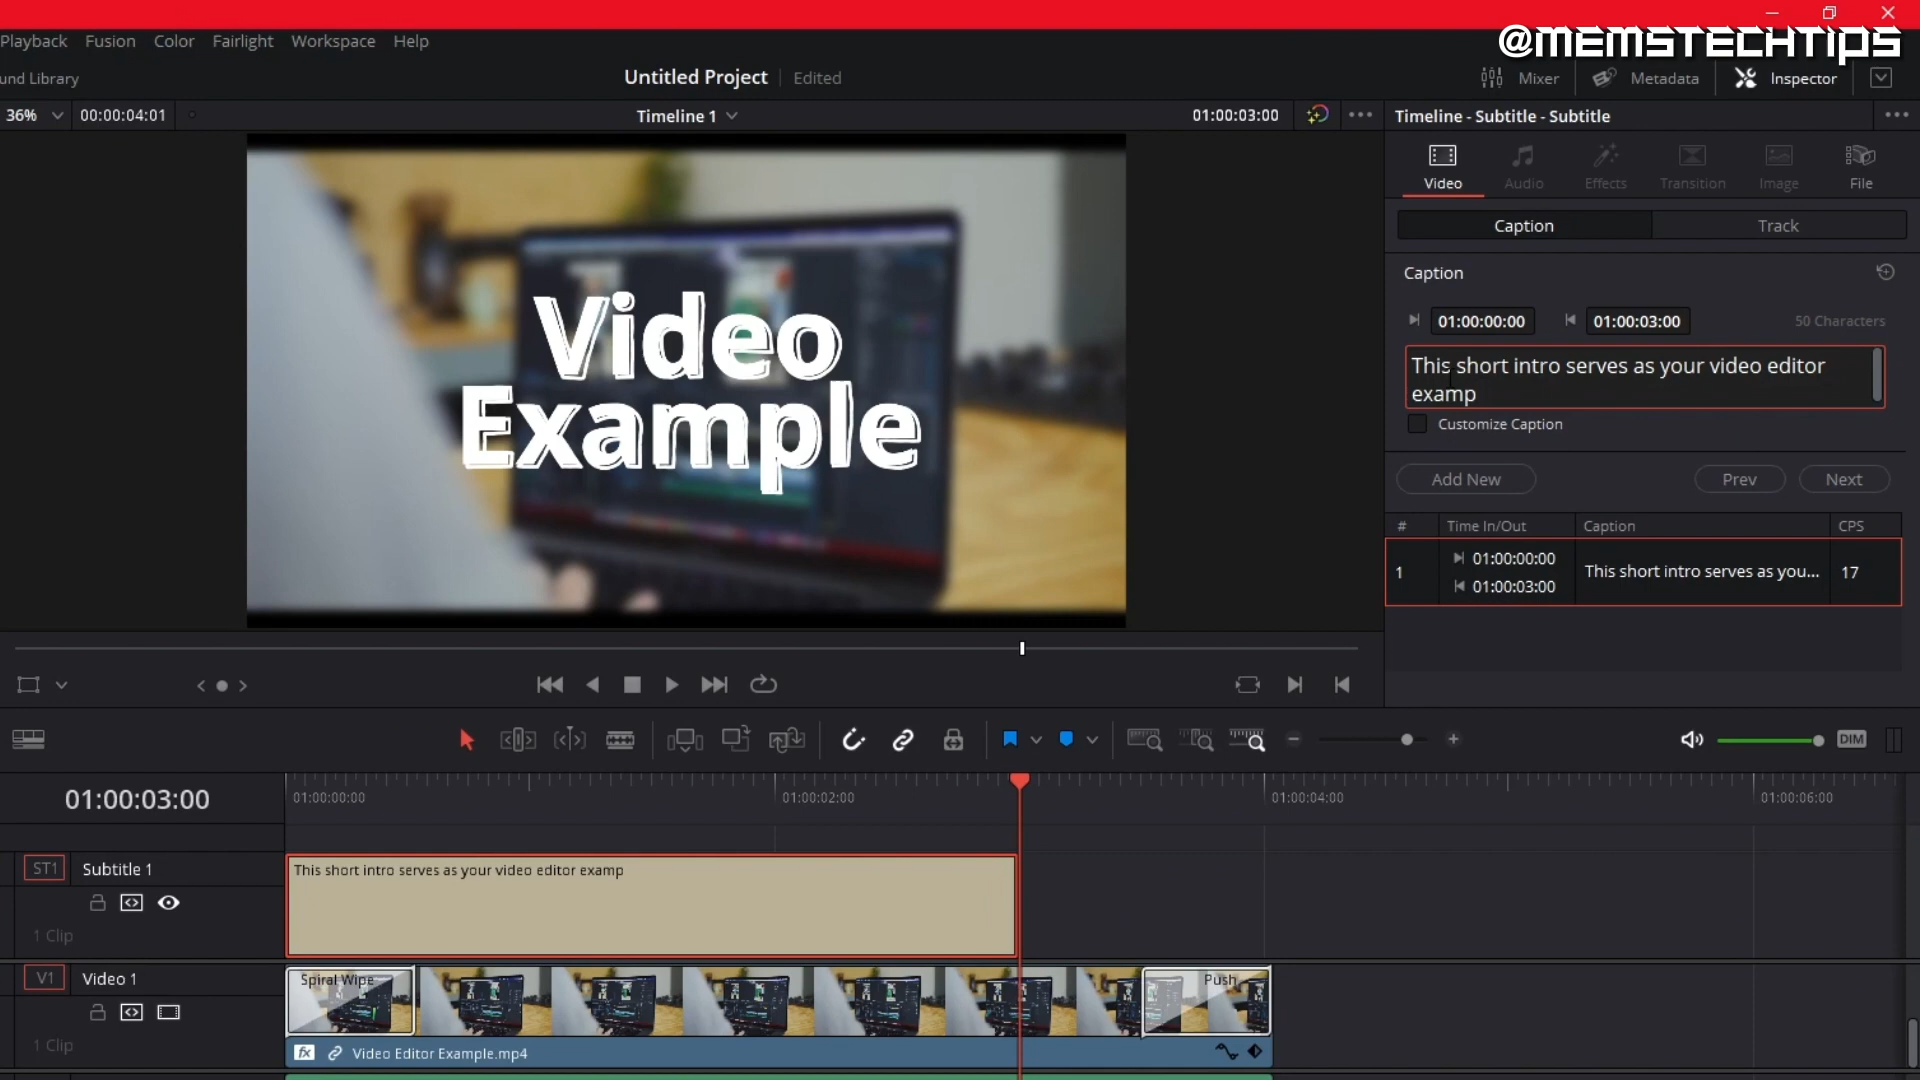 @MEMSTECHTIPS
Playback Fusion Color Fairlight Workspace Help
und Library
Untitled Project Edited
Mixer Metadata Inspector
36% 00:00:04:01 Timeline 1 01:00:03:00
Timeline - Subtitle - Subtitle
Video Audio Effects Transition Image File
Caption Track
Caption
01:00:00:00 01:00:03:00 50 Characters
This short intro serves as your video editor
examp
Customize Caption
Add New Prev Next
# Time In/Out Caption CPS
1 01:00:00:00 This short intro serves as you... 17
01:00:03:00
Video
Example
DIM
01:00:03:00
01:00:00:00 01:00:02:00 01:00:04:00 01:00:06:00
ST1 Subtitle 1
This short intro serves as your video editor examp
1 Clip
V1 Video 1
Spiral Wipe Push
1 Clip
fx Video Editor Example.mp4